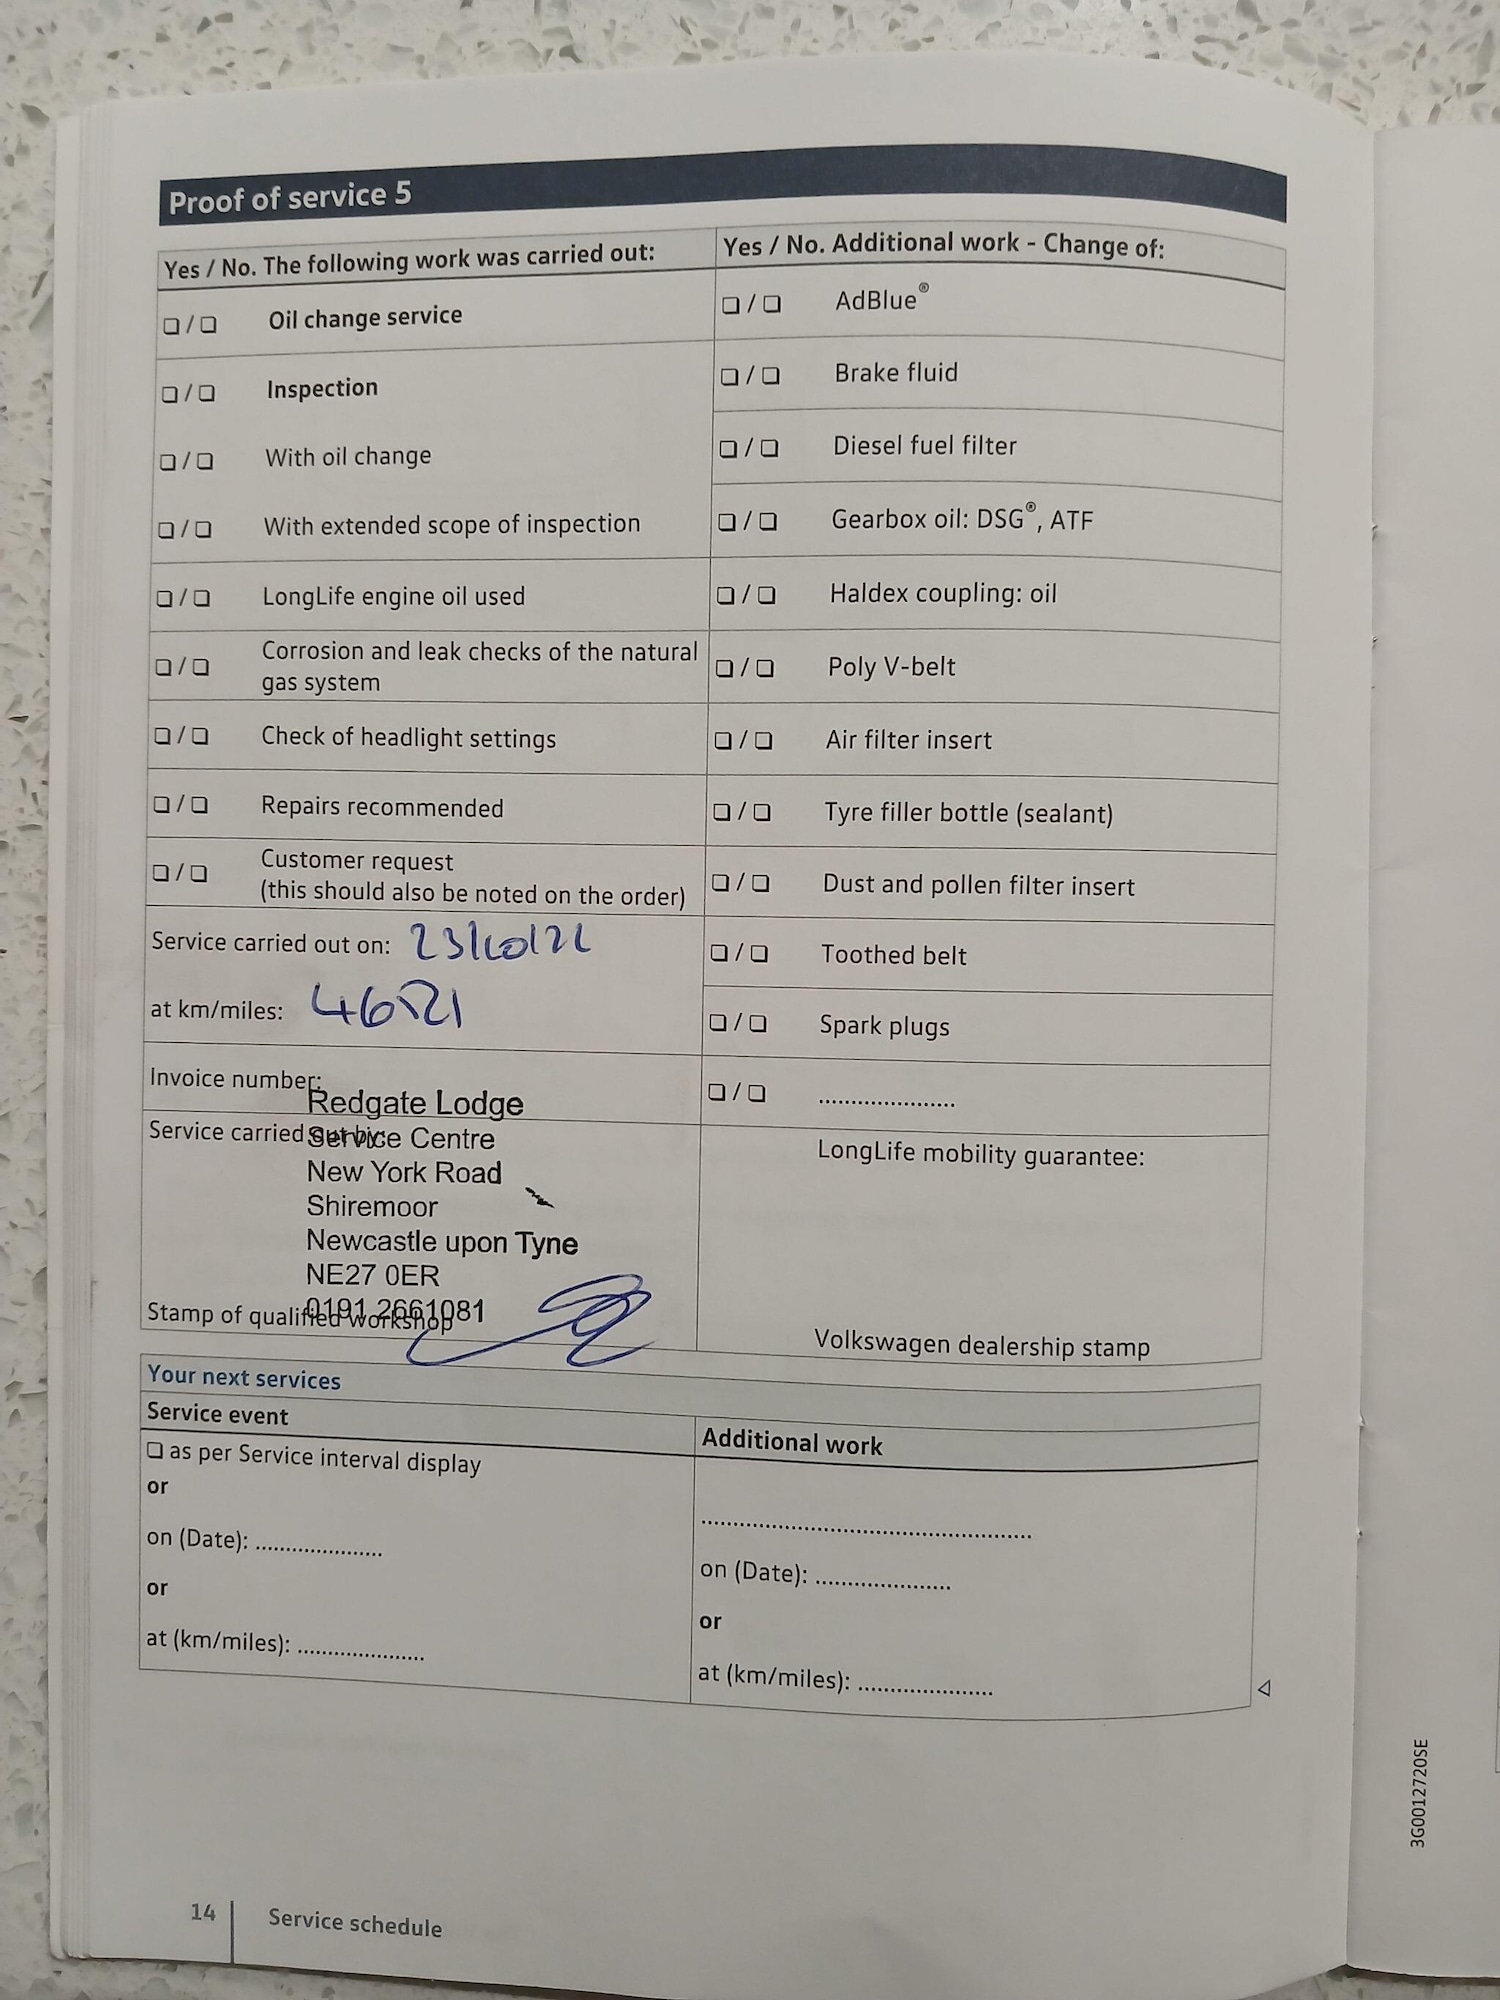 Proof of service 5
Yes / No. The following work was carried out:
❏ / ❏ Oil change service
❏ / ❏ Inspection
❏ / ❏ With oil change
❏ / ❏ With extended scope of inspection
❏ / ❏ LongLife engine oil used
❏ / ❏ Corrosion and leak checks of the natural
gas system
❏ / ❏ Check of headlight settings
❏ / ❏ Repairs recommended
❏ / ❏ Customer request
(this should also be noted on the order)
Service carried out on: 23/10/22
at km/miles:
Invoice number:
Service carried out by:
Redgate Lodge
Service Centre
New York Road
Shiremoor
Newcastle upon Tyne
NE27 0ER
0191 2661081
Stamp of qualified workshop
Yes / No. Additional work - Change of:
❏ / ❏ AdBlue®
❏ / ❏ Brake fluid
❏ / ❏ Diesel fuel filter
❏ / ❏ Gearbox oil: DSG®, ATF
❏ / ❏ Haldex coupling: oil
❏ / ❏ Poly V-belt
❏ / ❏ Air filter insert
❏ / ❏ Tyre filler bottle (sealant)
❏ / ❏ Dust and pollen filter insert
❏ / ❏ Toothed belt
❏ / ❏ Spark plugs
❏ / ❏ .....................
LongLife mobility guarantee:
Volkswagen dealership stamp
Your next services
Service event
❏ as per Service interval display
or
on (Date): ....................
or
at (km/miles): ....................
Additional work
..................................................
on (Date): .....................
or
at (km/miles): .....................
14 Service schedule
3G0012720SE